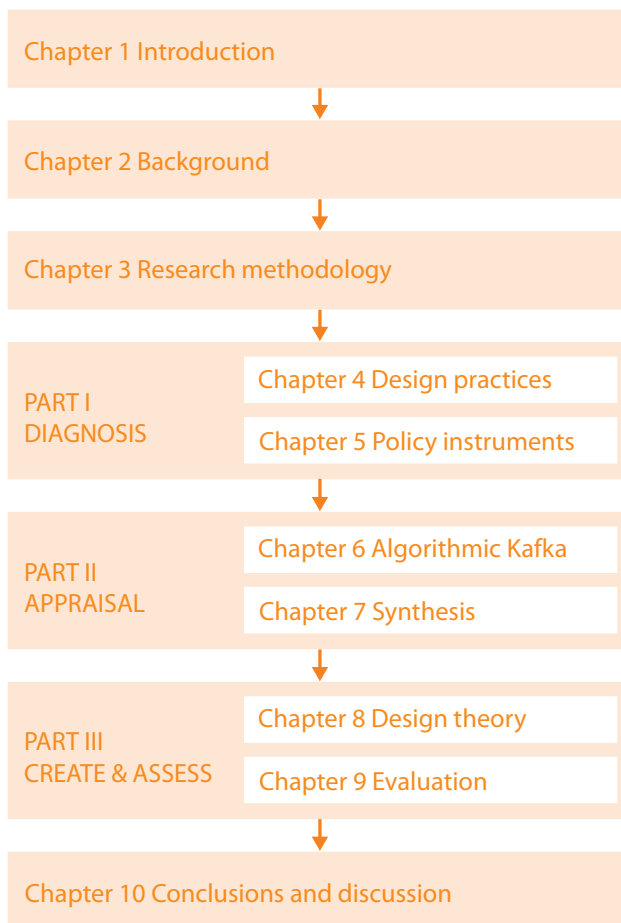 Chapter 1 Introduction
Chapter 2 Background
Chapter 3 Research methodology
PART I
DIAGNOSIS
Chapter 4 Design practices
Chapter 5 Policy instruments
PART II
APPRAISAL
Chapter 6 Algorithmic Kafka
Chapter 7 Synthesis
PART III
CREATE & ASSESS
Chapter 8 Design theory
Chapter 9 Evaluation
Chapter 10 Conclusions and discussion